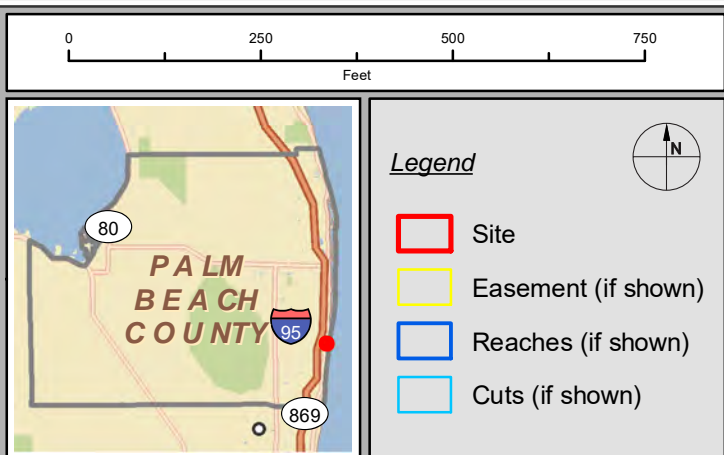 0 250 500 750
Feet
80
PALM
BEACH
COUNTY
95
869
Legend
N
Site
Easement (if shown)
Reaches (if shown)
Cuts (if shown)